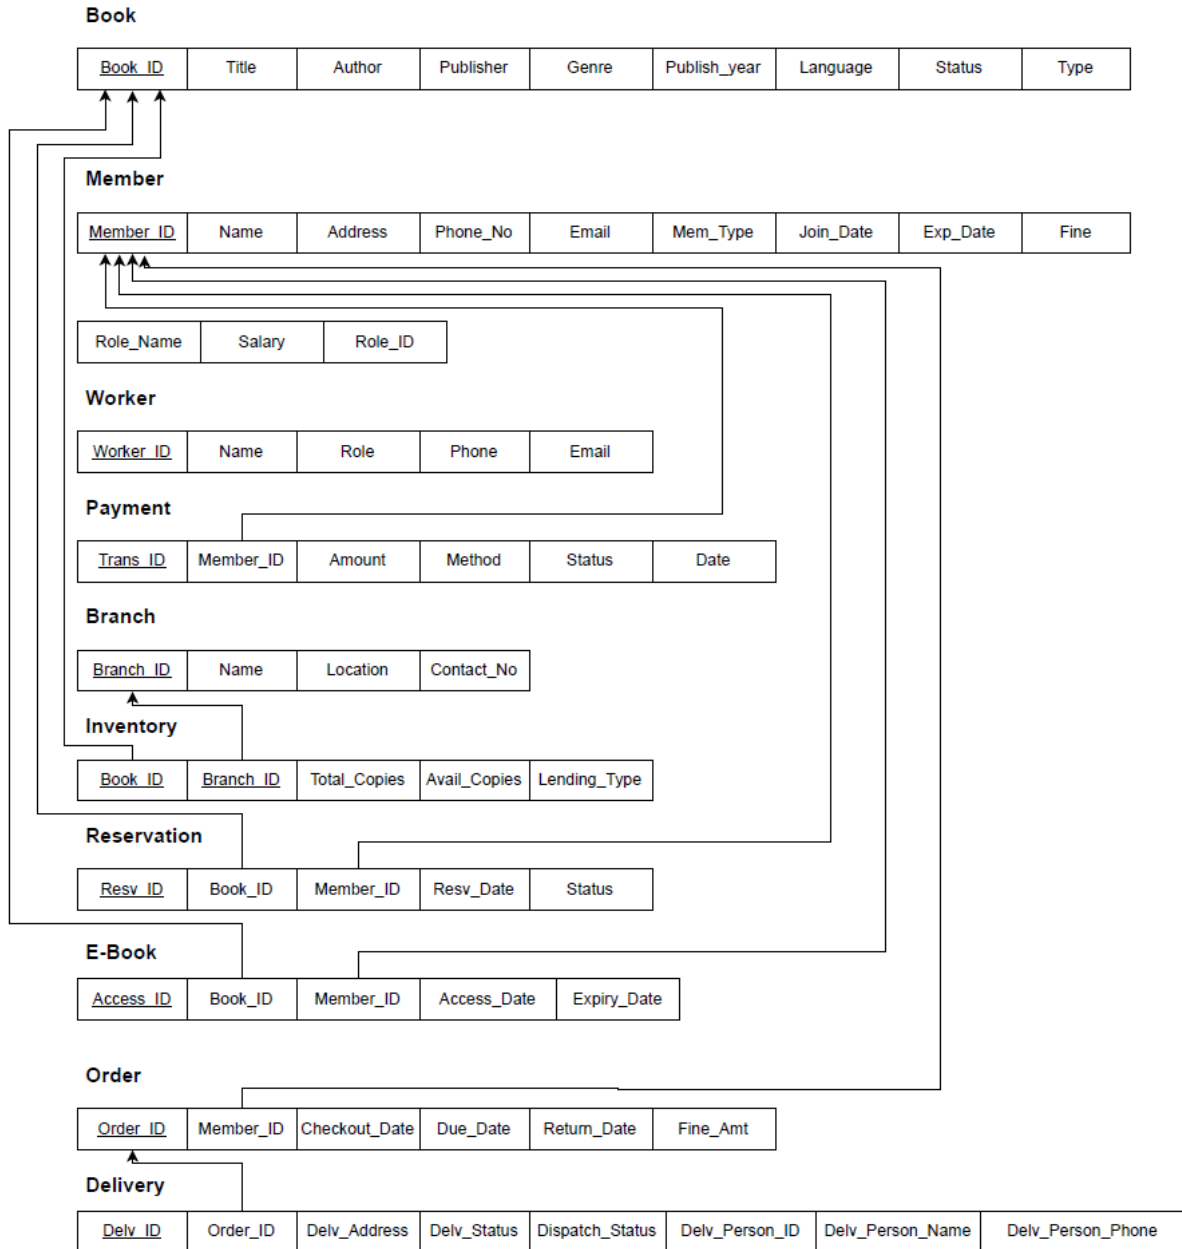 Book
Book_ID Title Author Publisher Genre Publish_year Language Status Type
Member
Member_ID Name Address Phone_No Email Mem_Type Join_Date Exp_Date Fine
Role_Name Salary Role_ID
Worker
Worker_ID Name Role Phone Email
Payment
Trans_ID Member_ID Amount Method Status Date
Branch
Branch_ID Name Location Contact_No
Inventory
Book_ID Branch_ID Total_Copies Avail_Copies Lending_Type
Reservation
Resv_ID Book_ID Member_ID Resv_Date Status
E-Book
Access_ID Book_ID Member_ID Access_Date Expiry_Date
Order
Order_ID Member_ID Checkout_Date Due_Date Return_Date Fine_Amt
Delivery
Delv_ID Order_ID Delv_Address Delv_Status Dispatch_Status Delv_Person_ID Delv_Person_Name Delv_Person_Phone